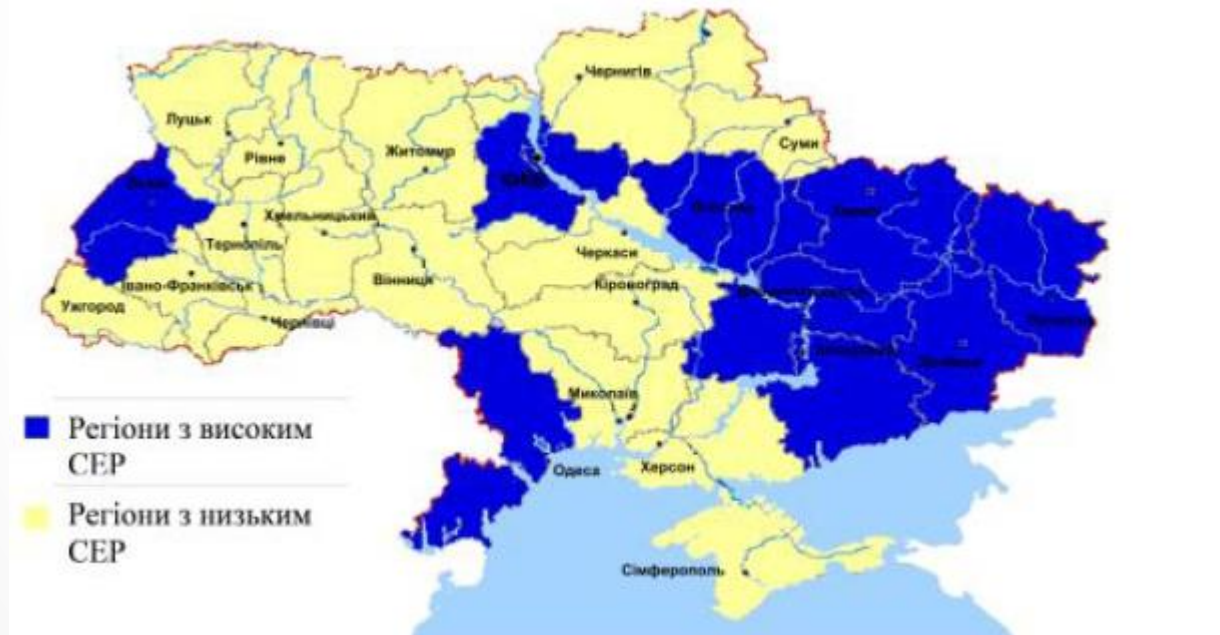 Чернигів
Луцьк
Суми
Рівне
Житомир
Хмельницький
Тернопіль
Черкаси
Вінниця
Івано-Франківськ
Кіровоград
Ужгород
Чернівці
Миколаїв
Регіони з високим
СЕР
Одеса
Херсон
Регіони з низьким
СЕР
Сімферополь